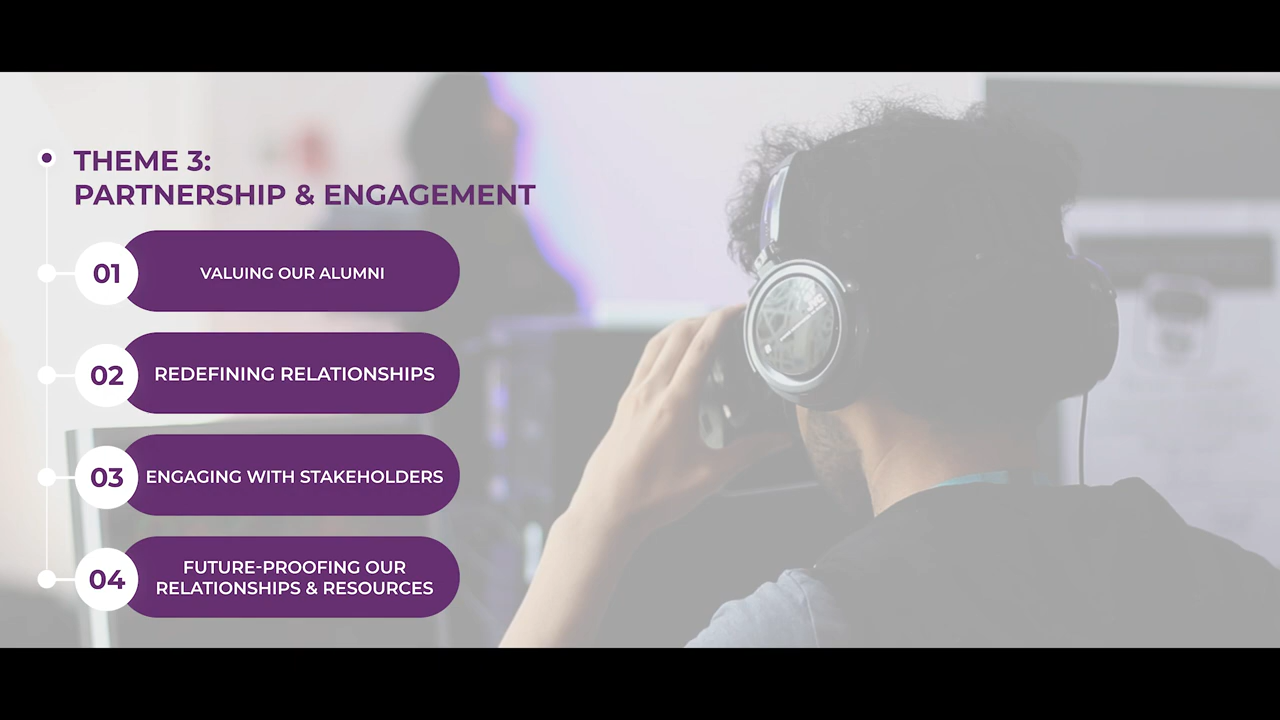 THEME 3:
PARTNERSHIP & ENGAGEMENT
01
VALUING OUR ALUMNI
02
REDEFINING RELATIONSHIPS
03
ENGAGING WITH STAKEHOLDERS
04
FUTURE-PROOFING OUR
RELATIONSHIPS & RESOURCES